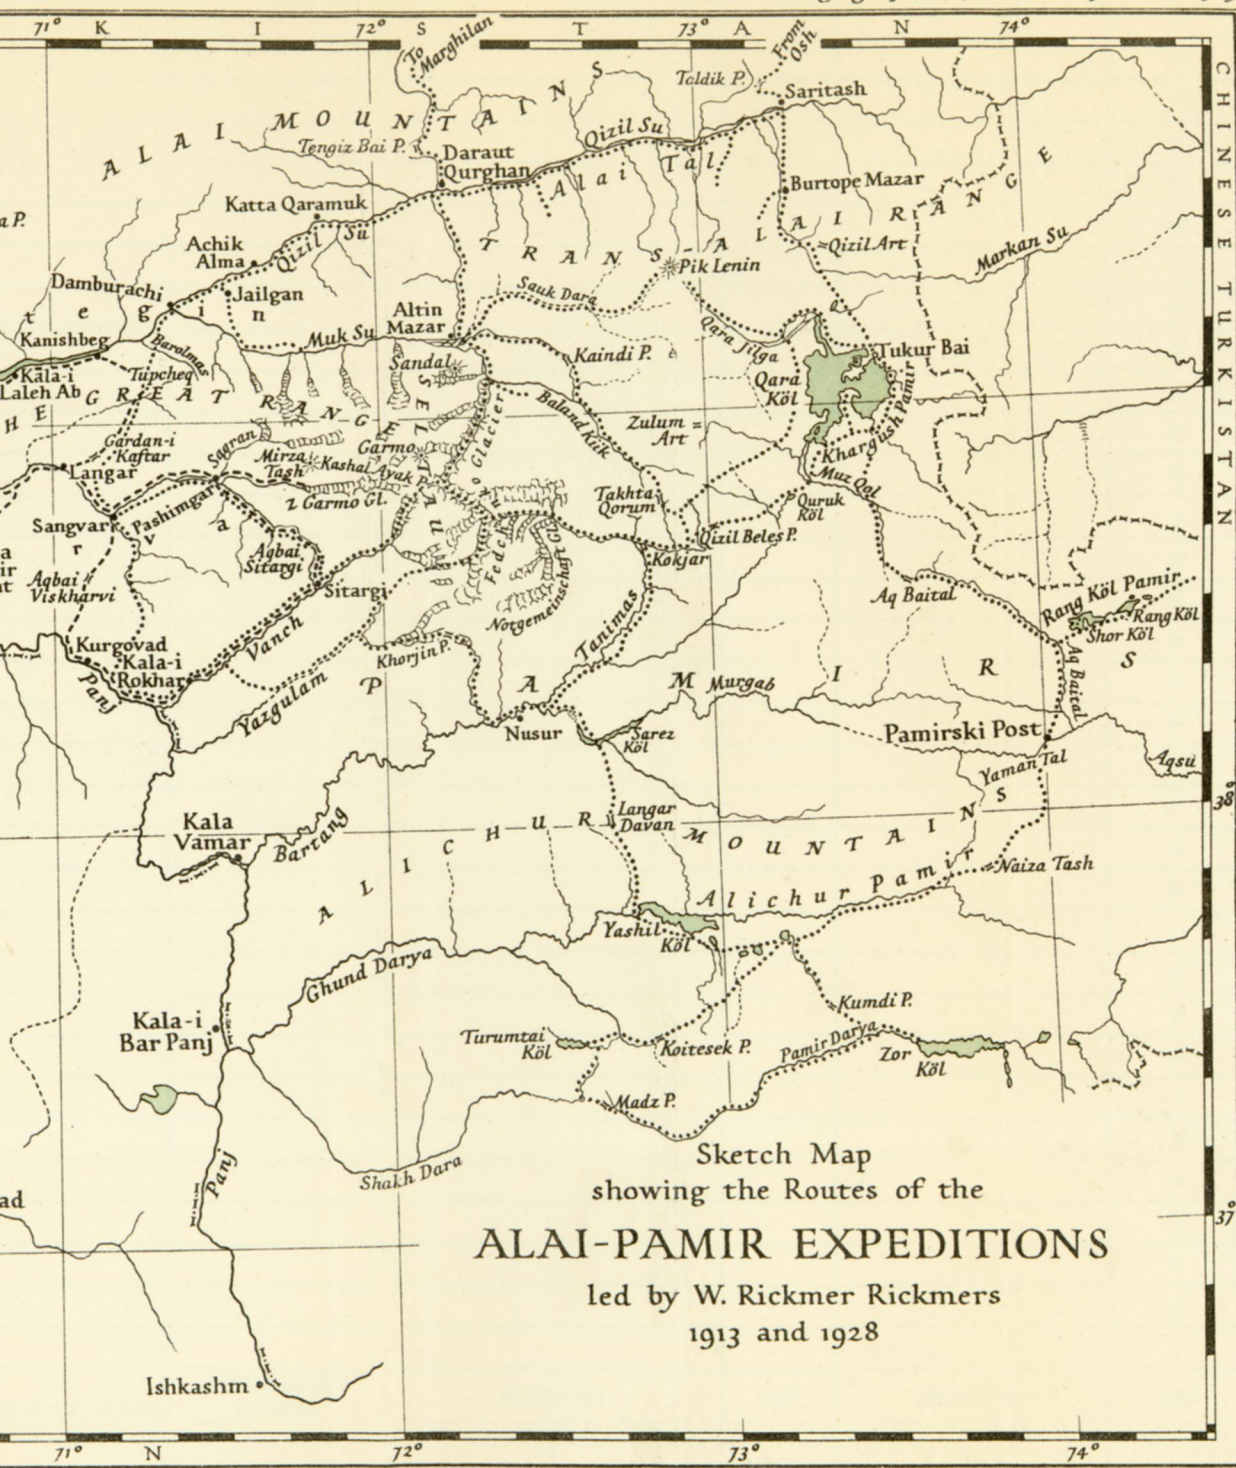 71° K I 72° S T 73° A N 74°
To Marghilan
From Osh
CHINESE TURKISTAN
Taldik P.
Saritash
ALAI MOUNTAINS
Tengiz Bai P.
Qizil Su
Daraut
Qurghan
Alai Tal
Burtope Mazar
TRANS-ALAI RANGE
Katta Qaramuk
Qizil Su
Achik
Alma
Qizil Art
Markan Su
Pik Lenin
a P.
Damburachi
Jailgan
Sauk Dara
t e g i n
Altin
Mazar
Muk Su
Qara Jilga
Kanishbeg
Barolmas
Kaindi P.
Tukur Bai
Kala-i
Laleh Ab
Tupcheq
Sandal
Qara
Köl
HE GREAT RANGE
SEL TAU
Baland Kiik
Zulum
Art
Khargush Pamir
Gardan-i
Kaftar
Sagran
Garmo
Glacier
Mirza
Tash
Kashal Ayak P.
Muz Qol
Langar
Z Garmo Gl.
Takhta
Qorum
Quruk
Köl
Sangvar
Pashimgar
Qizil Beles P.
a
r v a
Aqbai
Sitargi
Kokjar
ir
nt
Aqbai
Viskharvi
Sitargi
Notgemeinschaft Gl.
Aq Baital
Rang Köl Pamir
Rang Köl
Shor Köl
Tanimas
Kurgovad
Kala-i
Rokhar
Vanch
Khorjin P.
Aq Baital
Panj
Yazgulam
P A M I R S
Murgab
Nusur
Sarez
Köl
Pamirski Post
Aqsu
Yaman Tal
38°
Kala
Vamar
Bartang
Langar
Davan
ALICHUR MOUNTAINS
Naiza Tash
Alichur Pamir
Yashil
Köl
Ghund Darya
Kala-i
Bar Panj
Kumdi P.
Turumtai
Köl
Koitesek P.
Pamir Darya
Zor
Köl
Madz P.
Shakh Dara
Panj
ad
37°
Sketch Map
showing the Routes of the
ALAI-PAMIR EXPEDITIONS
led by W. Rickmer Rickmers
1913 and 1928
Ishkashm
71° N 72° 73° 74°